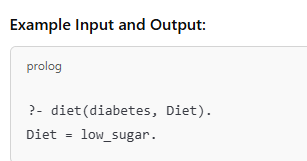 Example Input and Output:
prolog
?- diet(diabetes, Diet).
Diet = low_sugar.